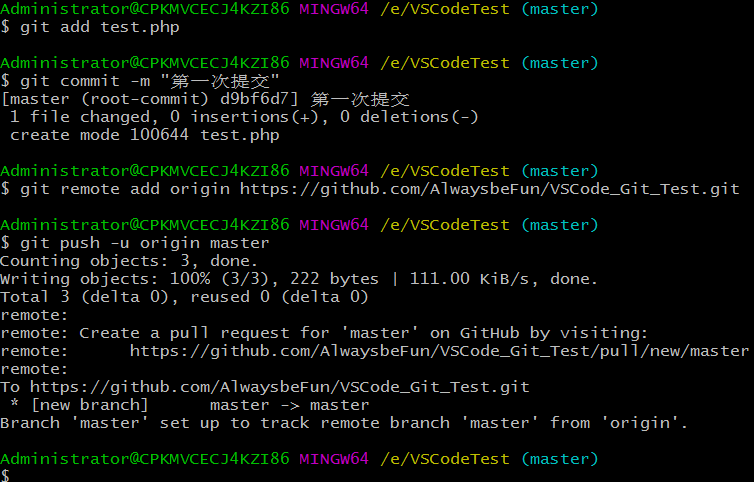 Administrator@CPKMVCECJ4KZI86 MINGW64 /e/VSCodeTest (master)
$ git add test.php
Administrator@CPKMVCECJ4KZI86 MINGW64 /e/VSCodeTest (master)
$ git commit -m "第一次提交"
[master (root-commit) d9bf6d7] 第一次提交
 1 file changed, 0 insertions(+), 0 deletions(-)
 create mode 100644 test.php
Administrator@CPKMVCECJ4KZI86 MINGW64 /e/VSCodeTest (master)
$ git remote add origin https://github.com/AlwaysbeFun/VSCode_Git_Test.git
Administrator@CPKMVCECJ4KZI86 MINGW64 /e/VSCodeTest (master)
$ git push -u origin master
Counting objects: 3, done.
Writing objects: 100% (3/3), 222 bytes | 111.00 KiB/s, done.
Total 3 (delta 0), reused 0 (delta 0)
remote:
remote: Create a pull request for 'master' on GitHub by visiting:
remote:      https://github.com/AlwaysbeFun/VSCode_Git_Test/pull/new/master
remote:
To https://github.com/AlwaysbeFun/VSCode_Git_Test.git
 * [new branch]      master -> master
Branch 'master' set up to track remote branch 'master' from 'origin'.
Administrator@CPKMVCECJ4KZI86 MINGW64 /e/VSCodeTest (master)
$